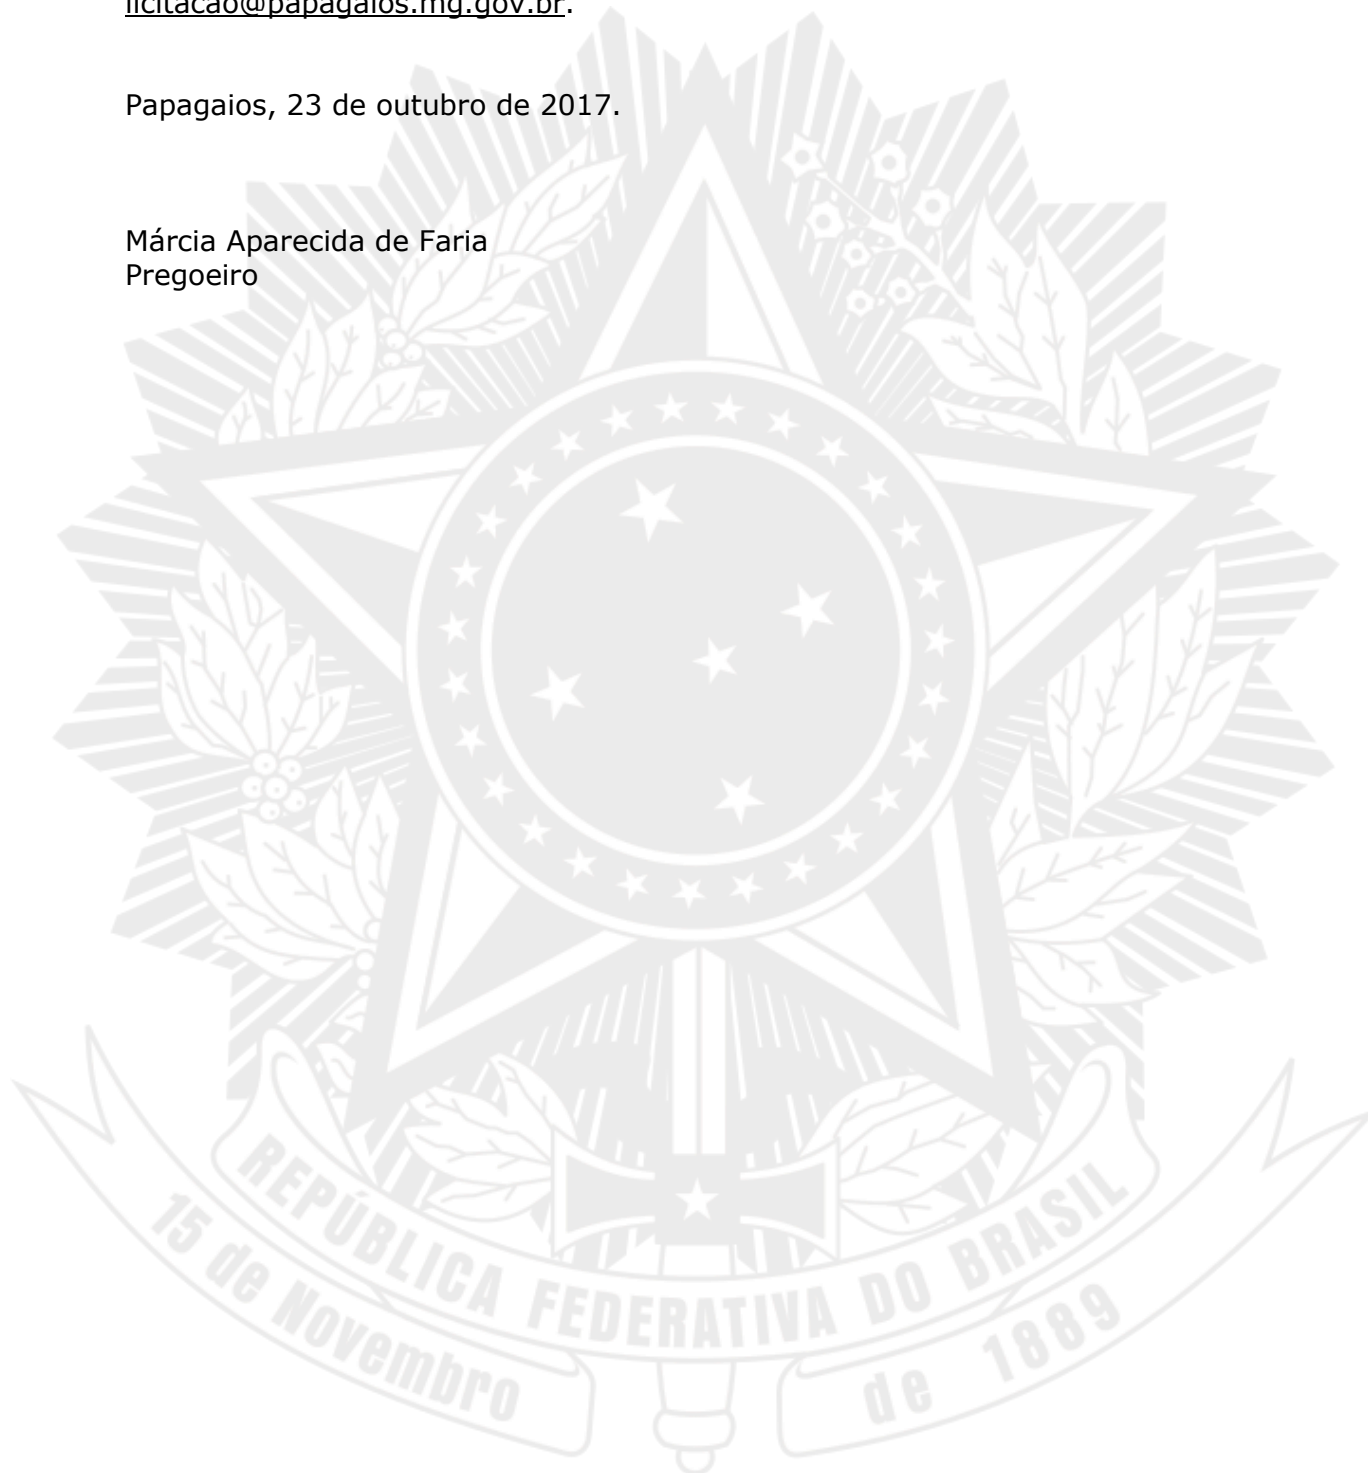 licitacao@papagaios.mg.gov.br.
Papagaios, 23 de outubro de 2017.
Márcia Aparecida de Faria
Pregoeiro
REPÚBLICA FEDERATIVA DO BRASIL
15 de Novembro de 1889